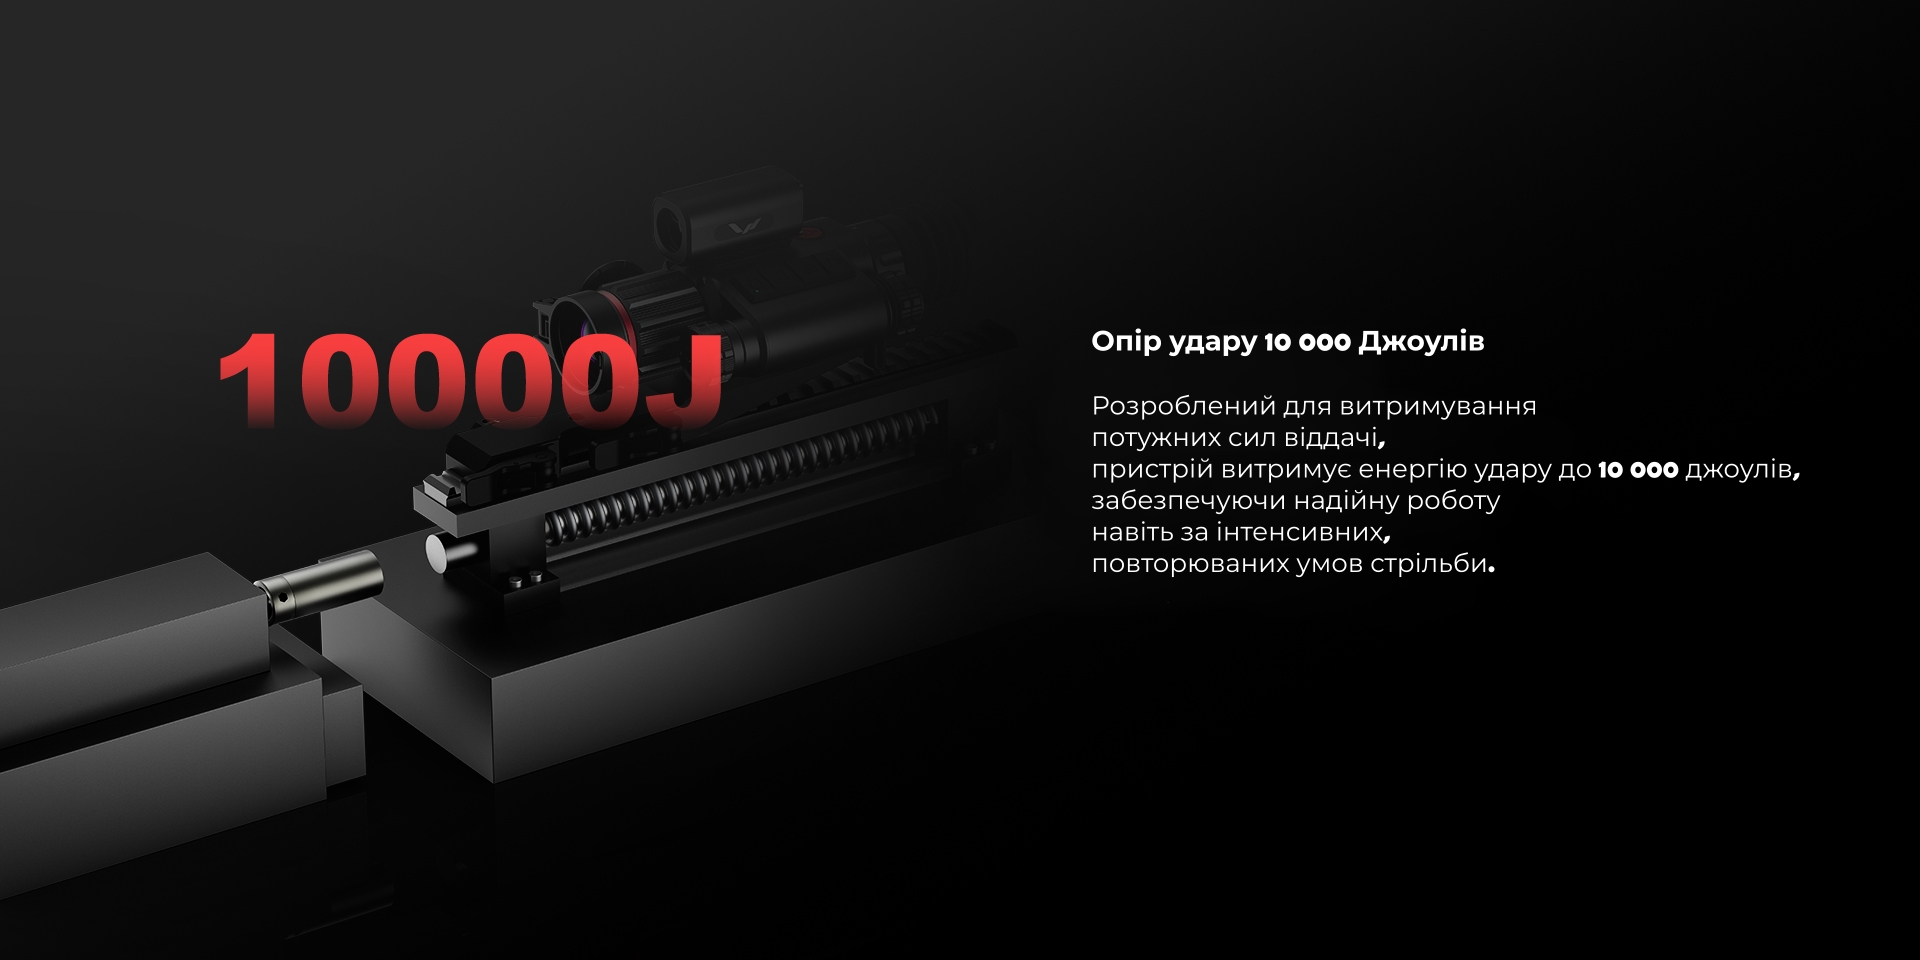 10000J
Опір удару 10 000 Джоулів
Розроблений для витримування
потужних сил віддачі,
пристрій витримує енергію удару до 10 000 джоулів,
забезпечуючи надійну роботу
навіть за інтенсивних,
повторюваних умов стрільби.